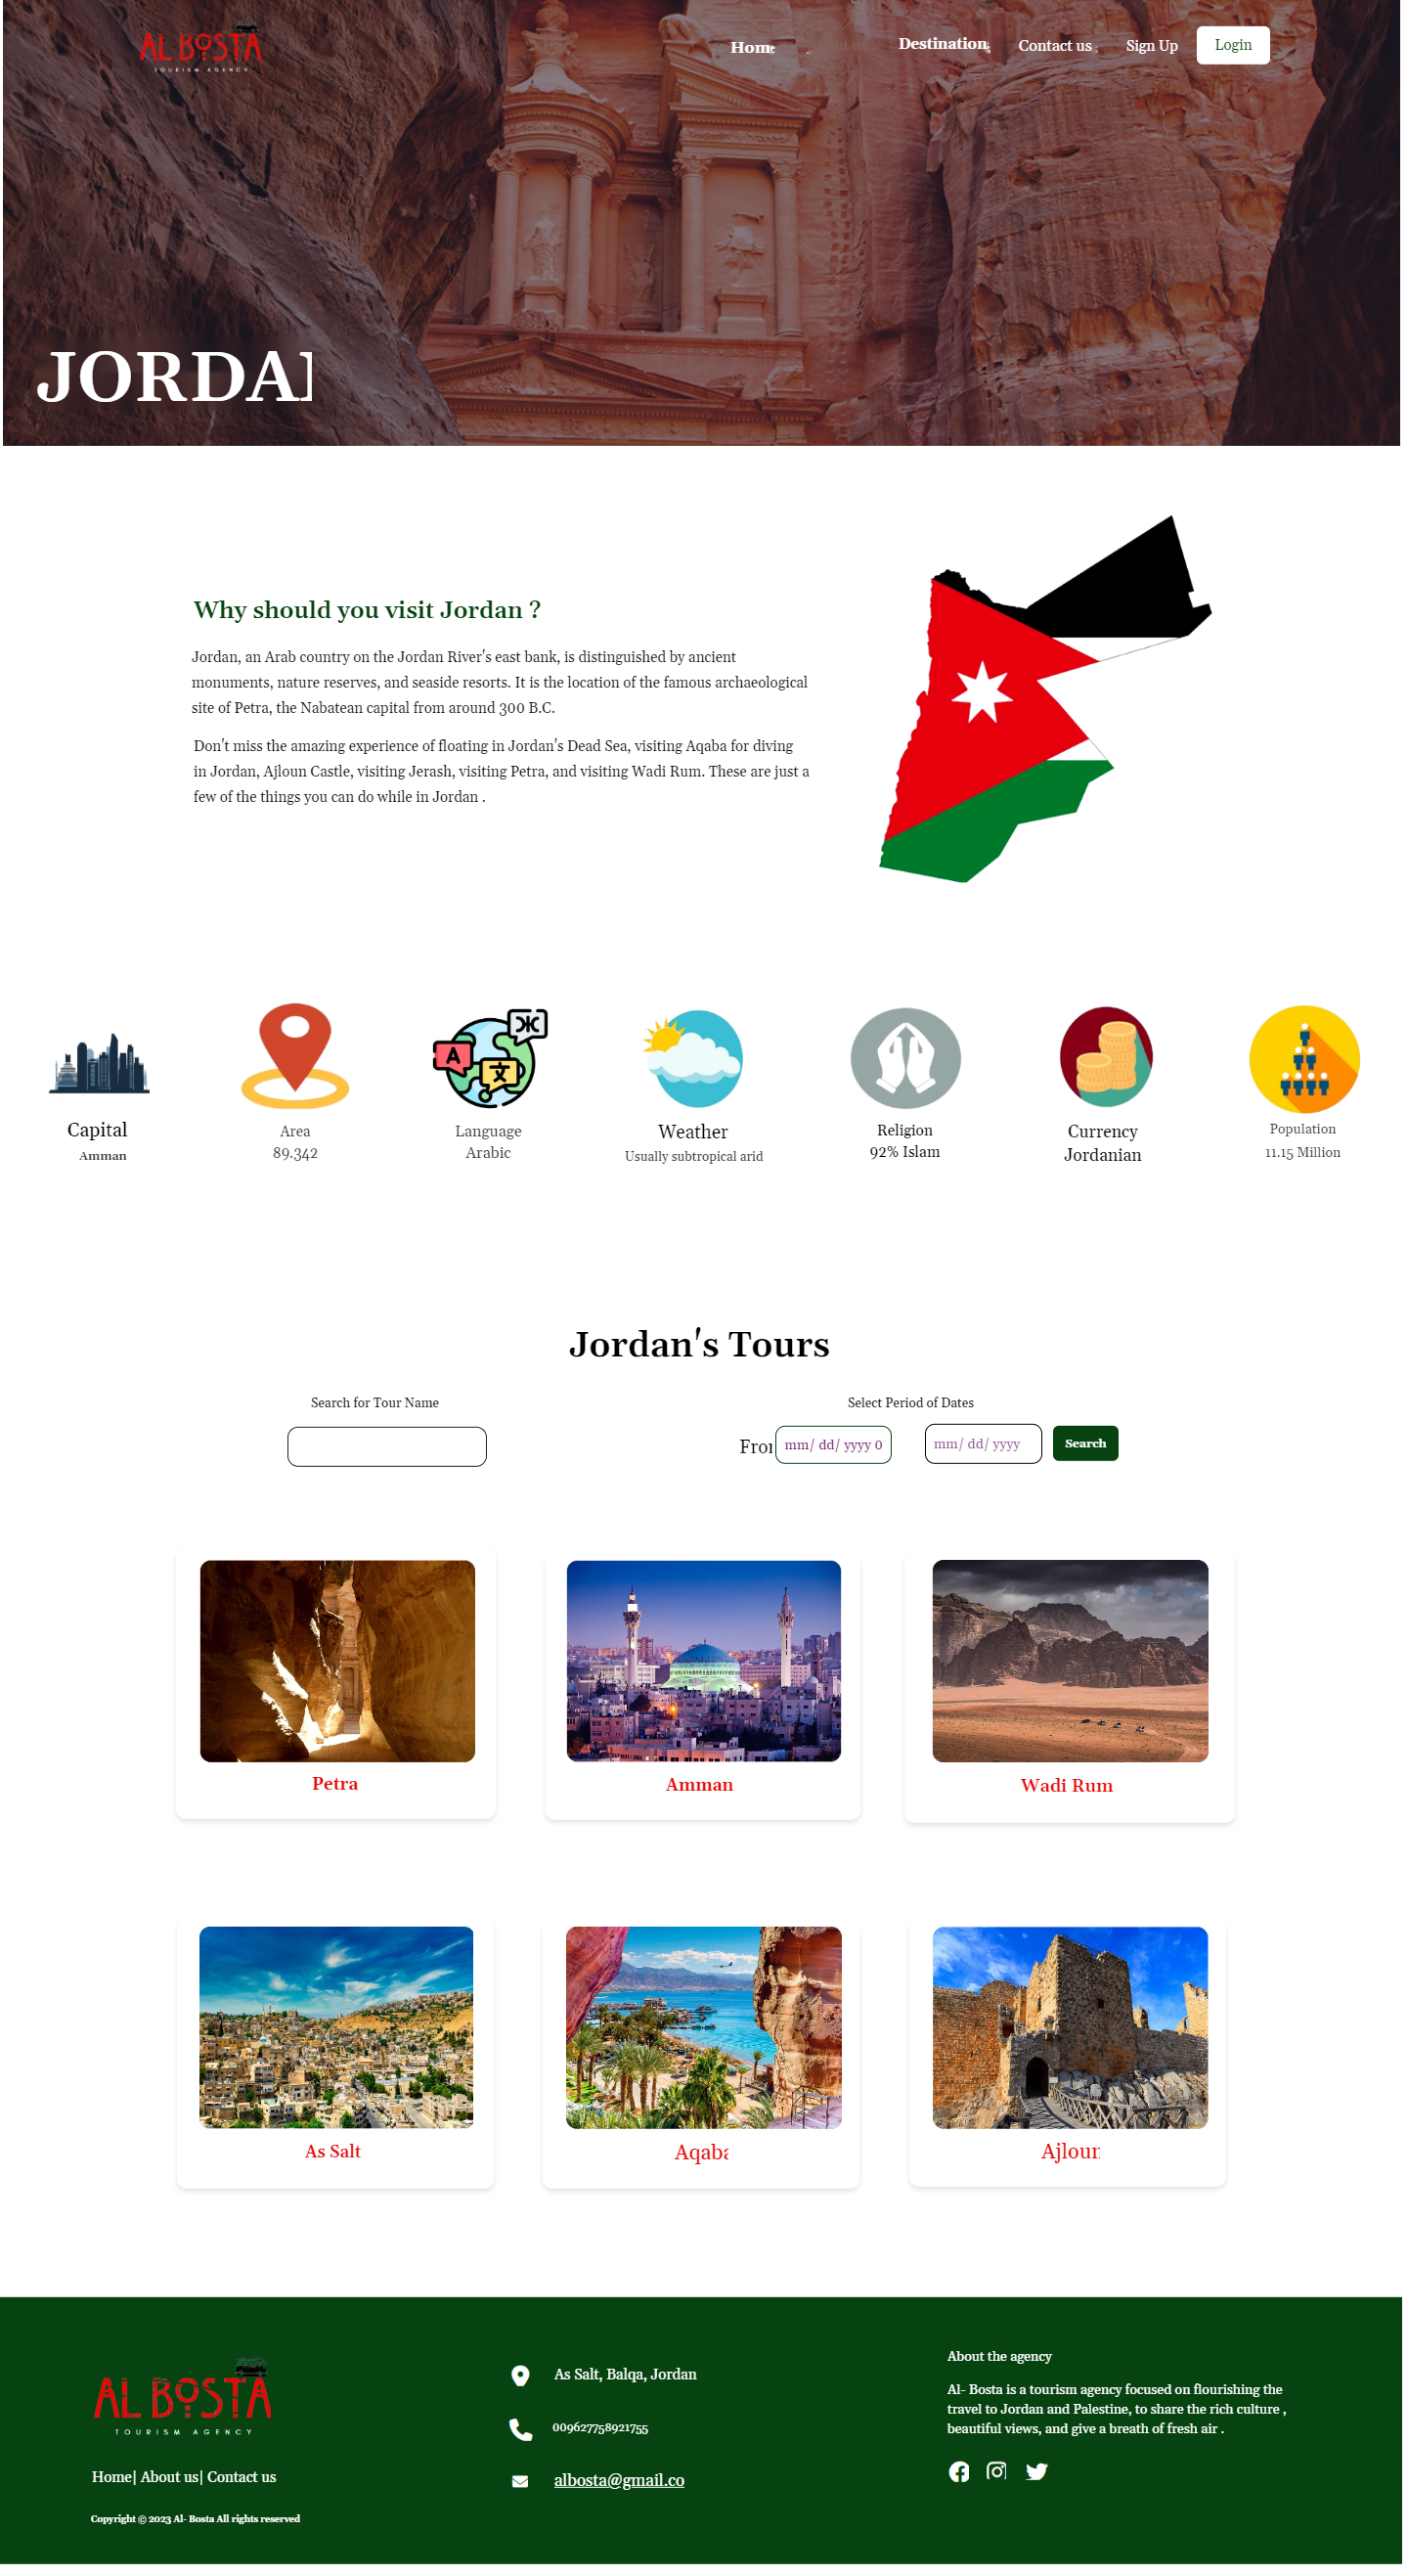 AL BOSTA
TOURISM AGENCY
Home Destination Contact us Sign Up Login
JORDAN
Why should you visit Jordan ?
Jordan, an Arab country on the Jordan River's east bank, is distinguished by ancient
monuments, nature reserves, and seaside resorts. It is the location of the famous archaeological
site of Petra, the Nabatean capital from around 300 B.C.
Don't miss the amazing experience of floating in Jordan's Dead Sea, visiting Aqaba for diving
in Jordan, Ajloun Castle, visiting Jerash, visiting Petra, and visiting Wadi Rum. These are just a
few of the things you can do while in Jordan .
A
文
Ж
Capital
Amman
Area
89.342
Language
Arabic
Weather
Usually subtropical arid
Religion
92% Islam
Currency
Jordanian
Population
11.15 Million
Jordan's Tours
Search for Tour Name
Select Period of Dates
From mm/ dd/ yyyy 0 mm/ dd/ yyyy Search
Petra
Amman
Wadi Rum
As Salt
Aqaba
Ajloun
AL BOSTA
TOURISM AGENCY
Home| About us| Contact us
Copyright © 2023 Al- Bosta All rights reserved
As Salt, Balqa, Jordan
009627758921755
albosta@gmail.co
About the agency
Al- Bosta is a tourism agency focused on flourishing the
travel to Jordan and Palestine, to share the rich culture ,
beautiful views, and give a breath of fresh air .